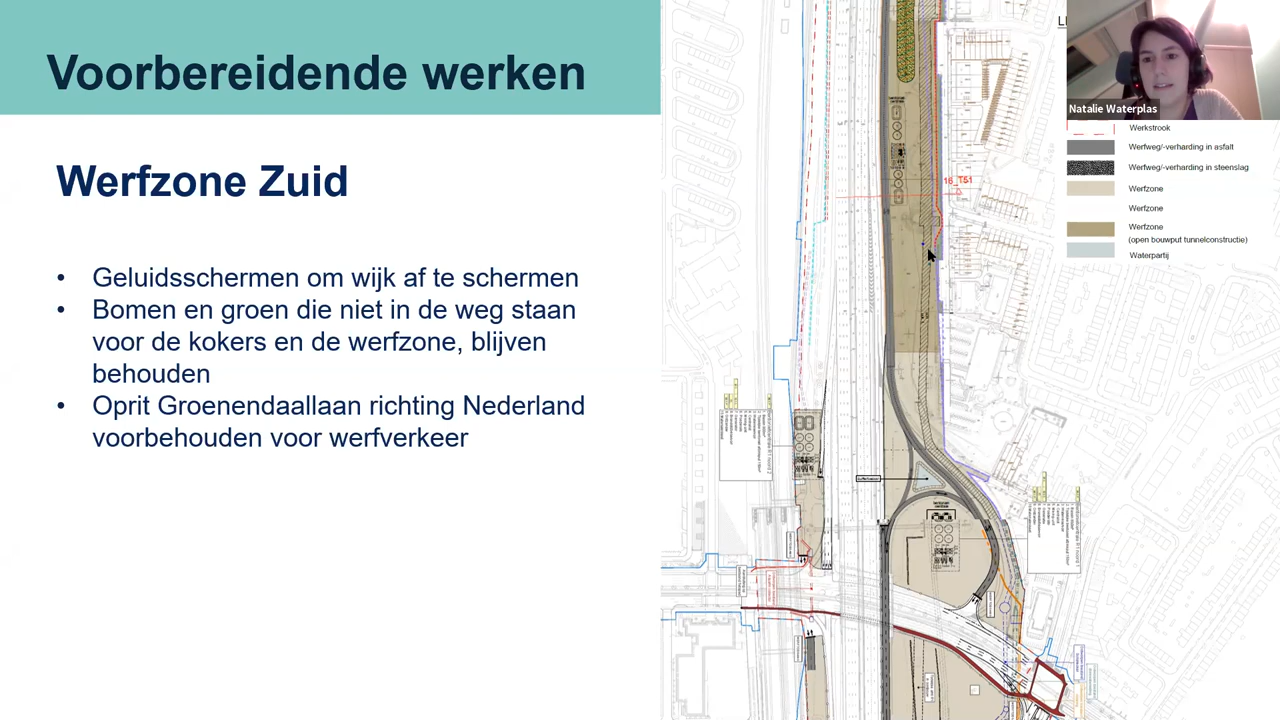 Voorbereidende werken
Werfzone Zuid
• Geluidsschermen om wijk af te schermen
• Bomen en groen die niet in de weg staan
voor de kokers en de werfzone, blijven
behouden
• Oprit Groenendaallaan richting Nederland
voorbehouden voor werfverkeer
Natalie Waterplas
Werkstrook
Werfweg/-verharding in asfalt
Werfweg/-verharding in steenslag
Werfzone
Werfzone
Werfzone
(open bouwput tunnelconstructie)
Waterpartij
16_T51